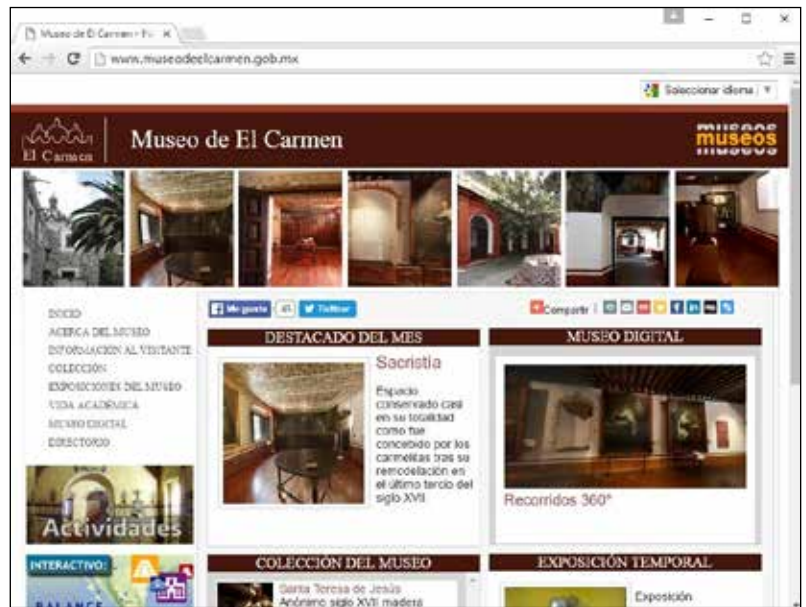 Museo de El Carmen
www.museodeelcarmen.gob.mx
Seleccionar idioma
El Carmen
Museo de El Carmen
museos
INICIO
ACERCA DEL MUSEO
INFORMACIÓN AL VISITANTE
COLECCIÓN
EXPOSICIONES DEL MUSEO
VIDA ACADÉMICA
MUSEO DIGITAL
DIRECTORIO
Actividades
INTERACTIVO:
BALANCE
Me gusta
Twittear
Compartir
DESTACADO DEL MES
Sacristía
Espacio
conservado casi
en su totalidad
como fue
concebido por los
carmelitas tras su
remodelación en
el último tercio del
siglo XVII
MUSEO DIGITAL
Recorridos 360°
COLECCIÓN DEL MUSEO
Santa Teresa de Jesús
Anónimo siglo XVII madera
EXPOSICIÓN TEMPORAL
Exposición